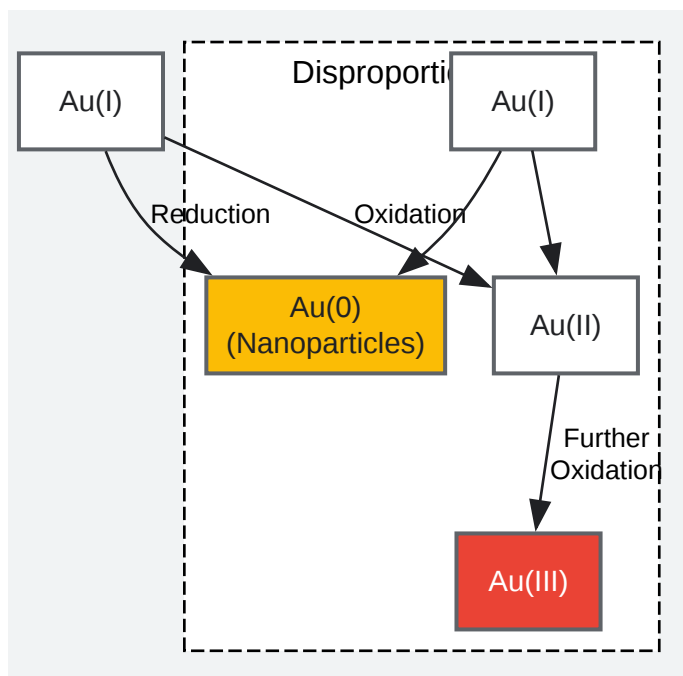 Disproporti
Au(I)
Au(I)
Reduction
Oxidation
Au(0)
(Nanoparticles)
Au(II)
Further
Oxidation
Au(III)